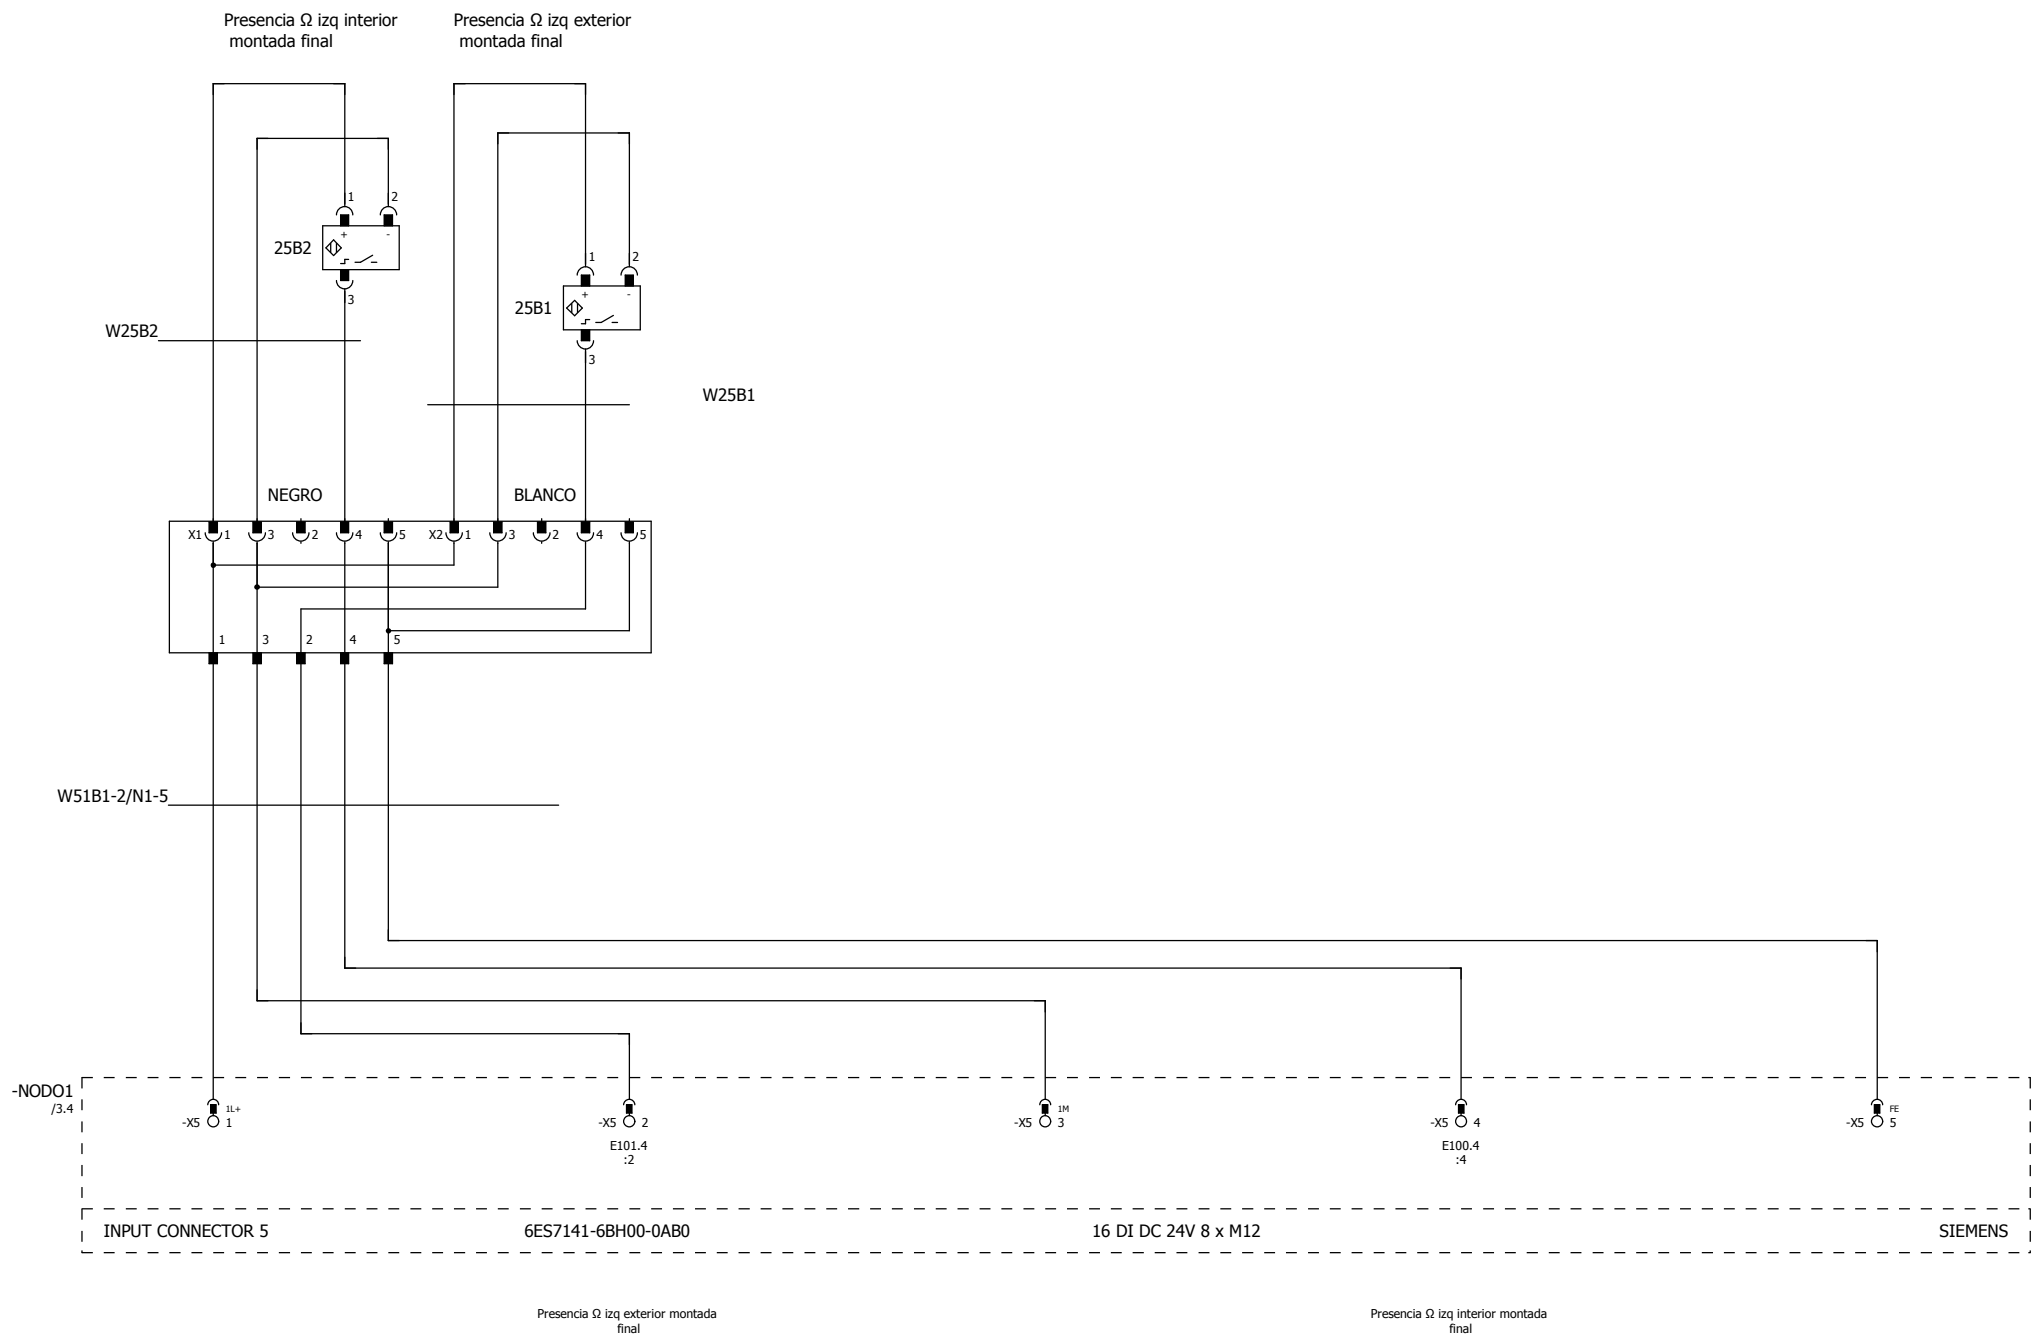 Presencia Ω izq interior
montada final
Presencia Ω izq exterior
montada final
1
2
25B2
+
-
3
1
2
25B1
+
-
3
W25B2
W25B1
NEGRO
BLANCO
X1 1 3 2 4 5 X2 1 3 2 4 5
1 3 2 4 5
W51B1-2/N1-5
-NODO1
/3.4
1L+
-X5 1
-X5 2
E101.4
:2
1M
-X5 3
-X5 4
E100.4
:4
FE
-X5 5
INPUT CONNECTOR 5 6ES7141-6BH00-0AB0 16 DI DC 24V 8 x M12 SIEMENS
Presencia Ω izq exterior montada
final
Presencia Ω izq interior montada
final